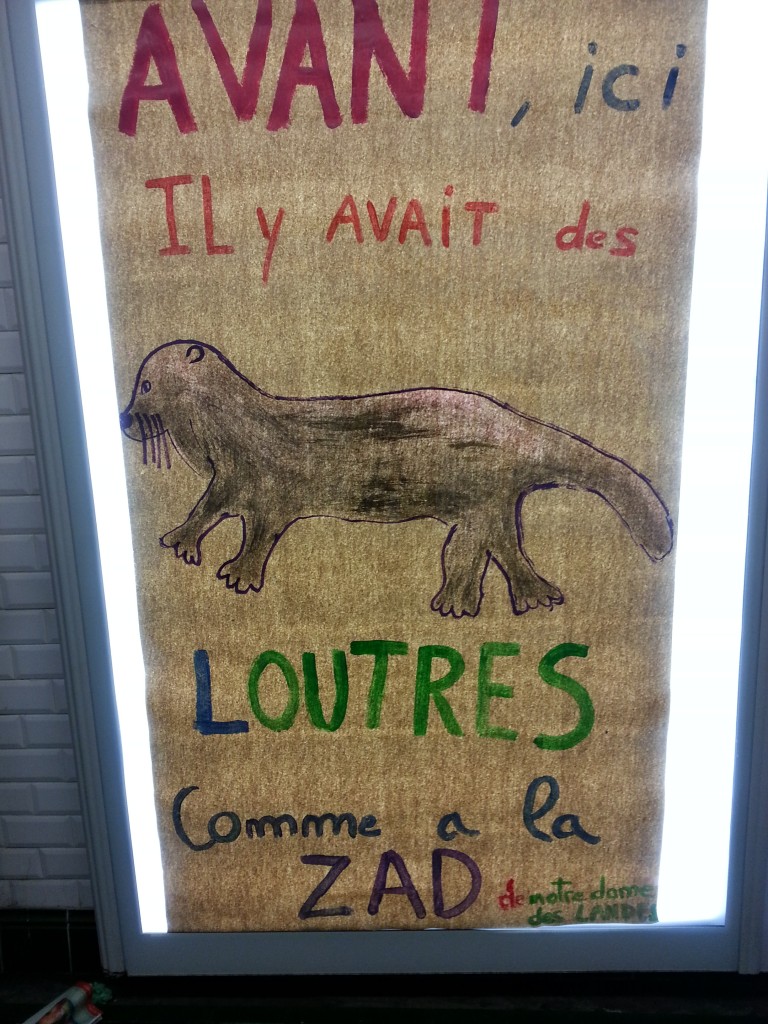 AVANT, ici
IL y AVAiT des
LOUTRES
Comme a la
ZAD de notre dame
des LANDES